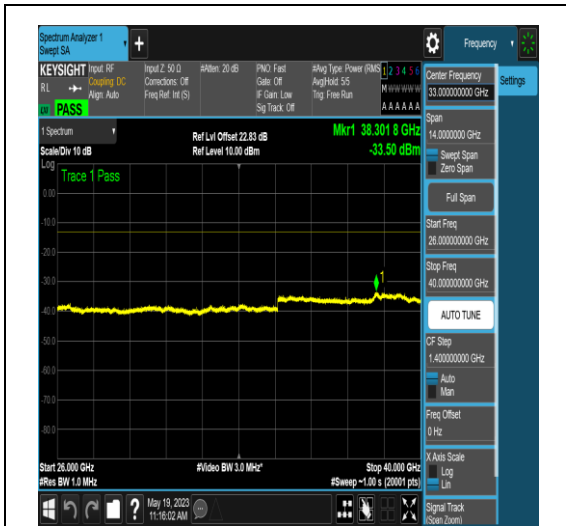 Spectrum Analyzer 1
Swept SA
+
Frequency
KEYSIGHT
RL
PASS
Input: RF
Coupling: DC
Align: Auto
Input Z: 50 Ω
Corrections: Off
Freq Ref: Int (S)
#Atten: 20 dB
PNO: Fast
Gate: Off
IF Gain: Low
Sig Track: Off
#Avg Type: Power (RMS
Avg|Hold: 5/5
Trig: Free Run
1 2 3 4 5 6
M W W W W W
A A A A A A
Center Frequency
33.000000000 GHz
Settings
Span
14.0000000 GHz
Swept Span
Zero Span
Full Span
Start Freq
26.000000000 GHz
Stop Freq
40.000000000 GHz
AUTO TUNE
CF Step
1.400000000 GHz
Auto
Man
Freq Offset
0 Hz
X Axis Scale
Log
Lin
Signal Track
(Span Zoom)
1 Spectrum
Scale/Div 10 dB
Ref Lvl Offset 22.83 dB
Ref Level 10.00 dBm
Mkr1 38.301 8 GHz
-33.50 dBm
Log
Trace 1 Pass
0.00
-10.0
-20.0
-30.0
-40.0
-50.0
-60.0
-70.0
-80.0
1
Start 26.000 GHz
#Res BW 1.0 MHz
#Video BW 3.0 MHz*
Stop 40.000 GHz
#Sweep ~1.00 s (20001 pts)
?
May 19, 2023
11:16:02 AM